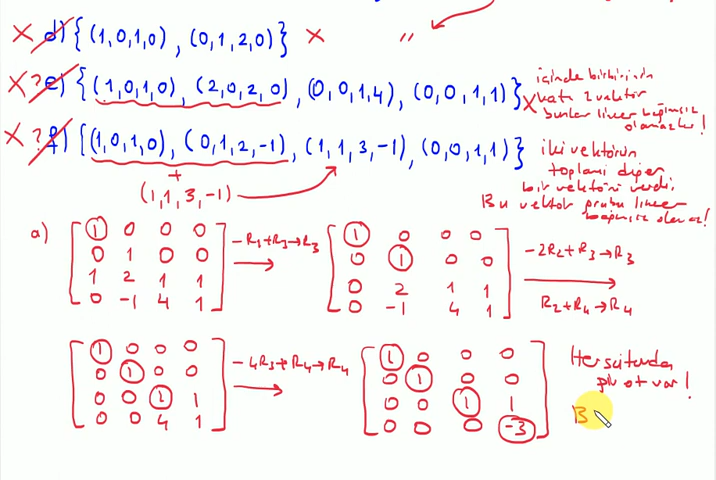 X d) { (1,0,1,0) , (0,1,2,0) } X "
X ? e) { (1,0,1,0) , (2,0,2,0) , (0,0,1,4) , (0,0,1,1) } X
içinde birbirinin
katı 2 vektör
bunlar lineer bağımsız
olamazlar!
X ? f) { (1,0,1,0) , (0,1,2,-1) , (1,1,3,-1) , (0,0,1,1) }
+
(1,1,3,-1)
iki vektörün
toplamı diğer
bir vektörü verdi.
Bu vektör grubu lineer
bağımsız olamaz!
a) [ 1 0 0 0
0 1 0 0
1 2 1 1
0 -1 4 1 ]
-R1+R3→R3
[ 1 0 0 0
0 1 0 0
0 2 1 1
0 -1 4 1 ]
-2R2+R3→R3
R2+R4→R4
[ 1 0 0 0
0 1 0 0
0 0 1 1
0 0 4 1 ]
-4R3+R4→R4
[ 1 0 0 0
0 1 0 0
0 0 1 1
0 0 0 -3 ]
Her sütunda
pivot var!
B